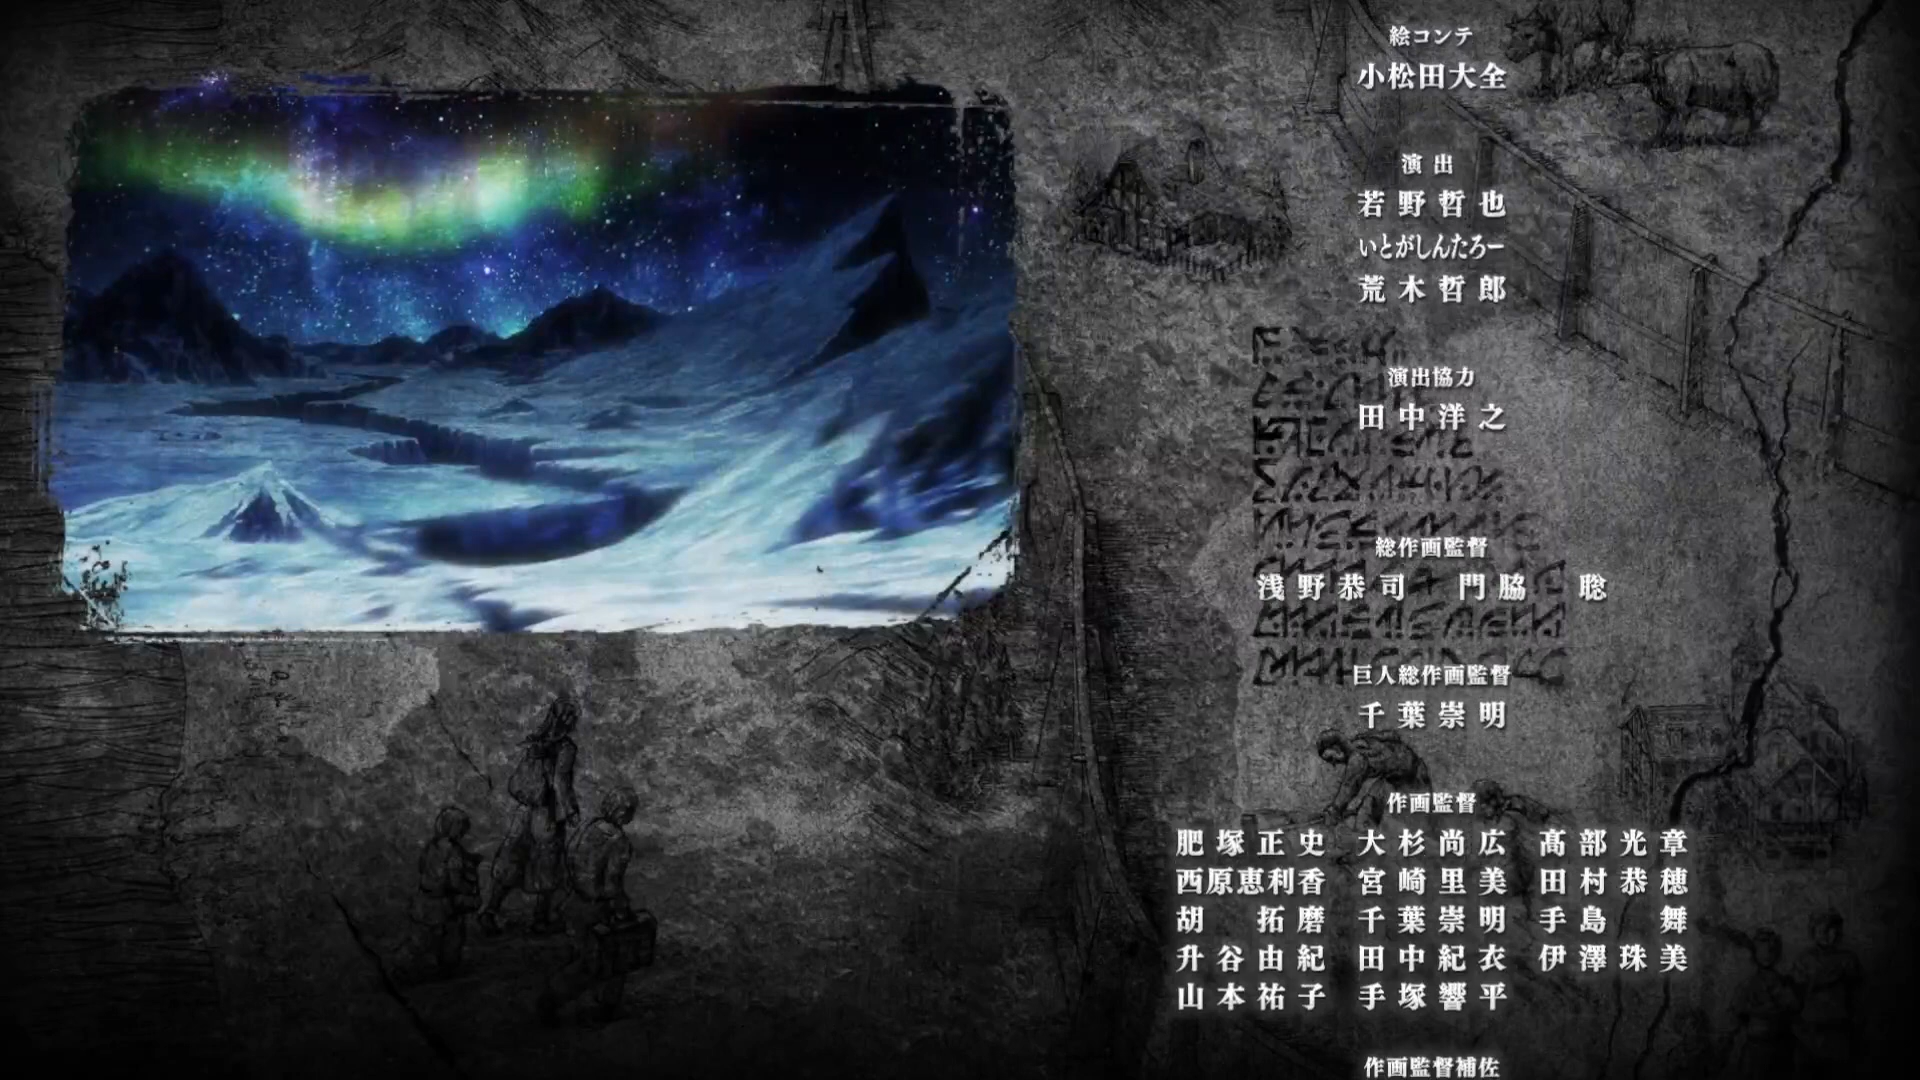 絵コンテ
小松田大全
演出
若野哲也
いとがしんたろー
荒木哲郎
演出協力
田中洋之
総作画監督
浅野恭司 門脇 聡
巨人総作画監督
千葉崇明
作画監督
肥塚正史 大杉尚広 髙部光章
西原恵利香 宮崎里美 田村恭穂
胡 拓磨 千葉崇明 手島 舞
升谷由紀 田中紀衣 伊澤珠美
山本祐子 手塚響平
作画監督補佐